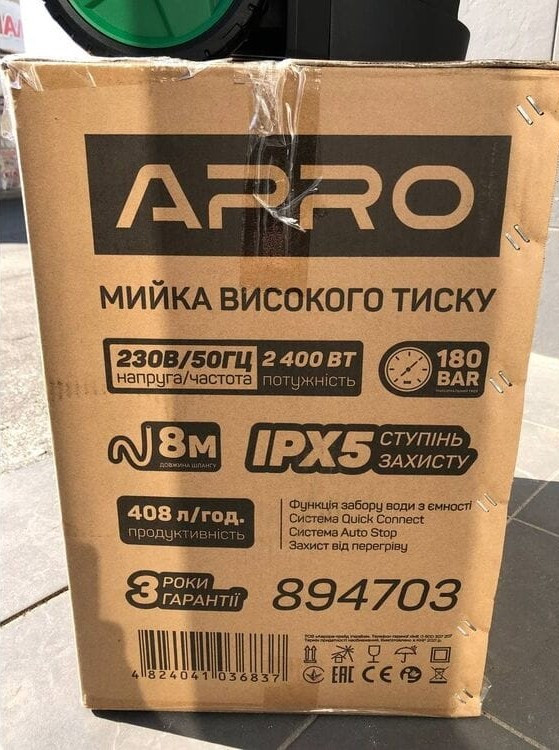 APRO
МИЙКА ВИСОКОГО ТИСКУ
230В/50ГЦ 2 400 ВТ
напруга/частота потужність
180
BAR
8М
ДОВЖИНА ШЛАНГУ
IPX5 СТУПІНЬ
ЗАХИСТУ
408 л/год.
продуктивність
Функція забору води з ємності
Система Quick Connect
Система Auto Stop
Захист від перегріву
3 РОКИ
ГАРАНТІЇ
894703
4 824041 036837
EAC CE